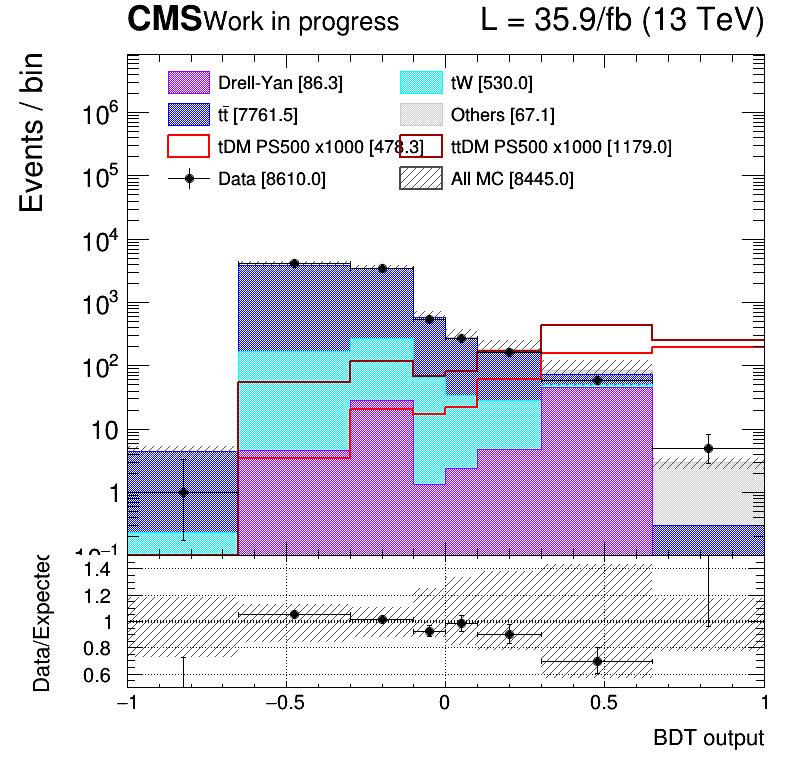 CMS Work in progress L = 35.9/fb (13 TeV)
Events / bin
Drell-Yan [86.3] tW [530.0]
tt̄ [7761.5] Others [67.1]
tDM PS500 x1000 [478.3] ttDM PS500 x1000 [1179.0]
Data [8610.0] All MC [8445.0]
10⁶
10⁵
10⁴
10³
10²
10
1
10⁻¹
Data/Expected
1.4
1.2
1
0.8
0.6
−1 −0.5 0 0.5 1
BDT output